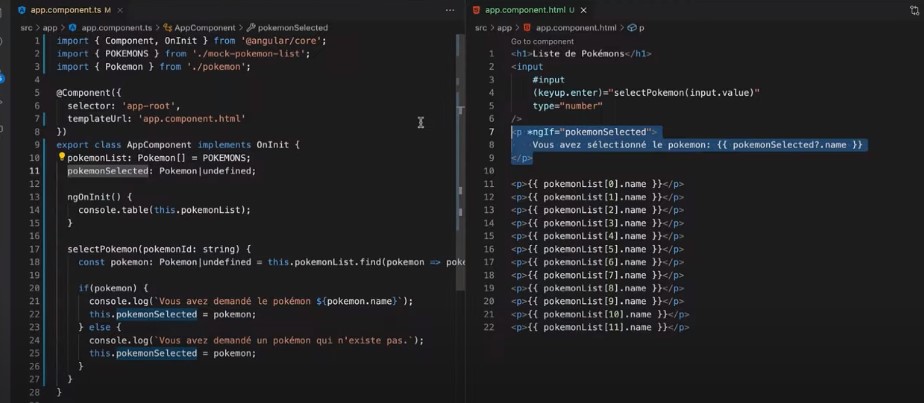 app.component.ts M
src > app > app.component.ts > AppComponent > pokemonSelected
1 import { Component, OnInit } from '@angular/core';
2 import { POKEMONS } from './mock-pokemon-list';
3 import { Pokemon } from './pokemon';
4
5 @Component({
6 selector: 'app-root',
7 templateUrl: 'app.component.html'
8 })
9 export class AppComponent implements OnInit {
10 pokemonList: Pokemon[] = POKEMONS;
11 pokemonSelected: Pokemon|undefined;
12
13 ngOnInit() {
14 console.table(this.pokemonList);
15 }
16
17 selectPokemon(pokemonId: string) {
18 const pokemon: Pokemon|undefined = this.pokemonList.find(pokemon => poke
19
20 if(pokemon) {
21 console.log(`Vous avez demandé le pokémon ${pokemon.name}`);
22 this.pokemonSelected = pokemon;
23 } else {
24 console.log(`Vous avez demandé un pokémon qui n'existe pas.`);
25 this.pokemonSelected = pokemon;
26 }
27 }
28 }
app.component.html U
src > app > app.component.html > p
Go to component
1 <h1>Liste de Pokémons</h1>
2 <input
3 #input
4 (keyup.enter)="selectPokemon(input.value)"
5 type="number"
6 />
7 <p *ngIf="pokemonSelected">
8 Vous avez sélectionné le pokemon: {{ pokemonSelected?.name }}
9 </p>
10
11 <p>{{ pokemonList[0].name }}</p>
12 <p>{{ pokemonList[1].name }}</p>
13 <p>{{ pokemonList[2].name }}</p>
14 <p>{{ pokemonList[3].name }}</p>
15 <p>{{ pokemonList[4].name }}</p>
16 <p>{{ pokemonList[5].name }}</p>
17 <p>{{ pokemonList[6].name }}</p>
18 <p>{{ pokemonList[7].name }}</p>
19 <p>{{ pokemonList[8].name }}</p>
20 <p>{{ pokemonList[9].name }}</p>
21 <p>{{ pokemonList[10].name }}</p>
22 <p>{{ pokemonList[11].name }}</p>